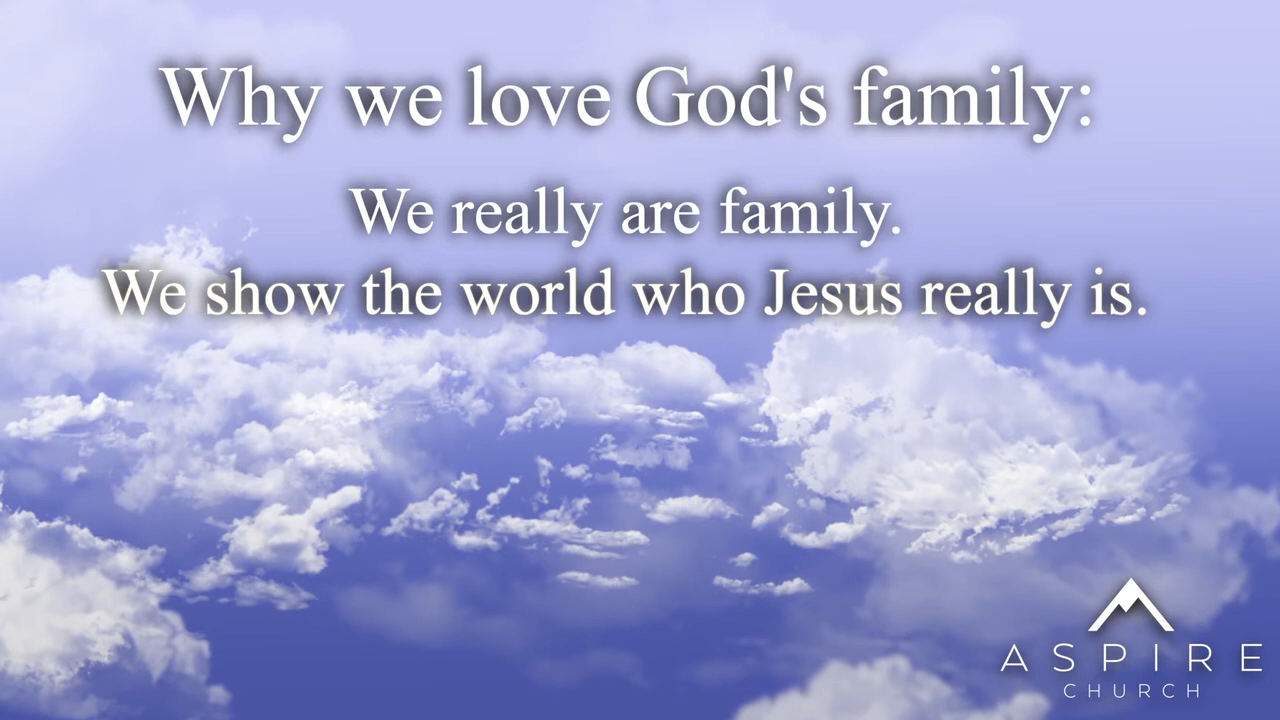 Why we love God's family:
We really are family.
We show the world who Jesus really is.
ASPIRE
CHURCH